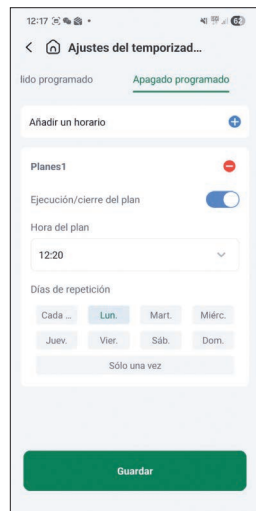 12:17
Ajustes del temporizad...
lido programado
Apagado programado
Añadir un horario
Planes1
Ejecución/cierre del plan
Hora del plan
12:20
Días de repetición
Cada ... Lun. Mart. Miérc.
Juev. Vier. Sáb. Dom.
Sólo una vez
Guardar